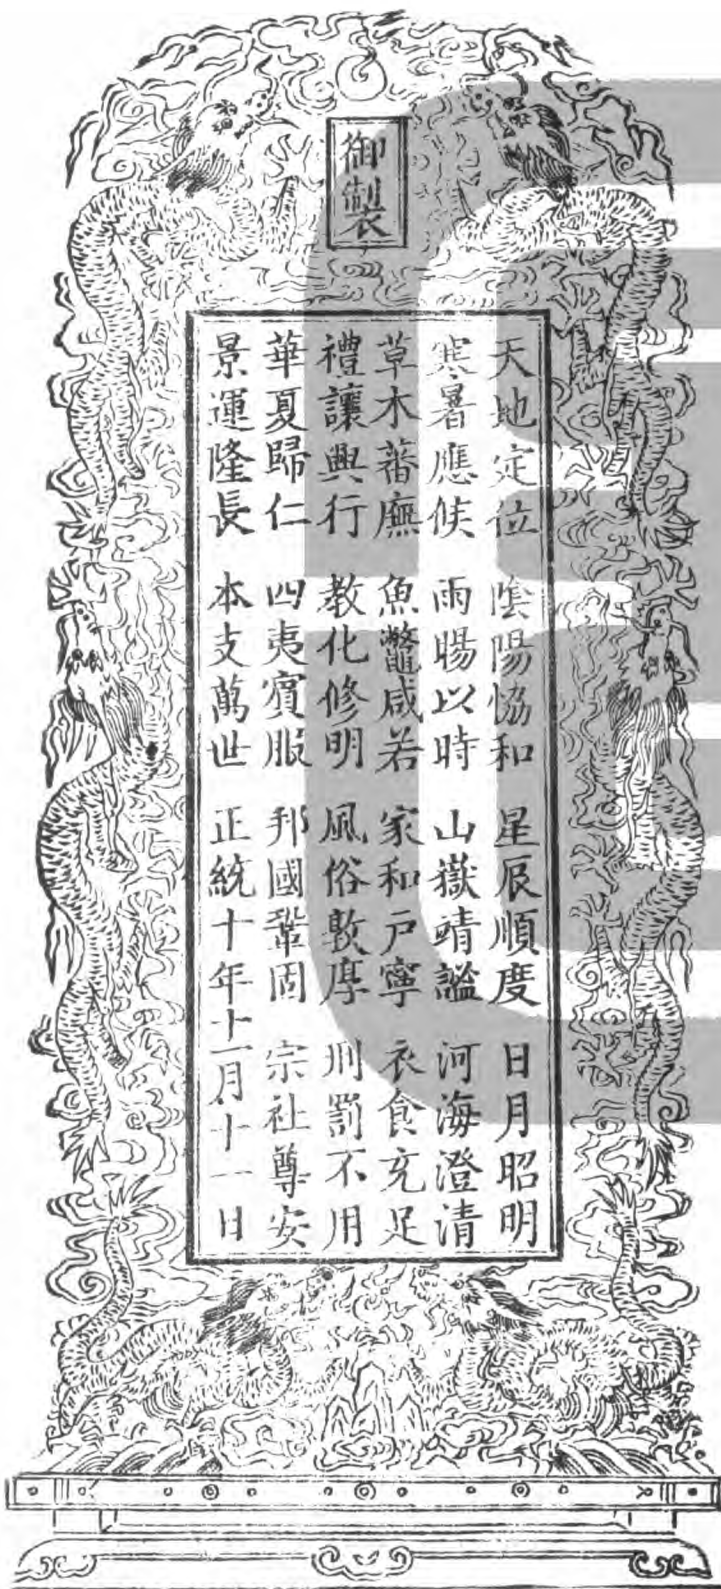 御製
天地定位 陰陽協和 星辰順度 日月昭明
寒暑應候 雨暘以時 山嶽靖謐 河海澄清
草木蕃廡 魚鼈咸若 家和戶寧 衣食充足
禮讓興行 教化修明 風俗敦厚 刑罰不用
華夏歸仁 四夷賓服 邦國鞏固 宗社尊安
景運隆長 本支萬世 正統十年十一月十一日